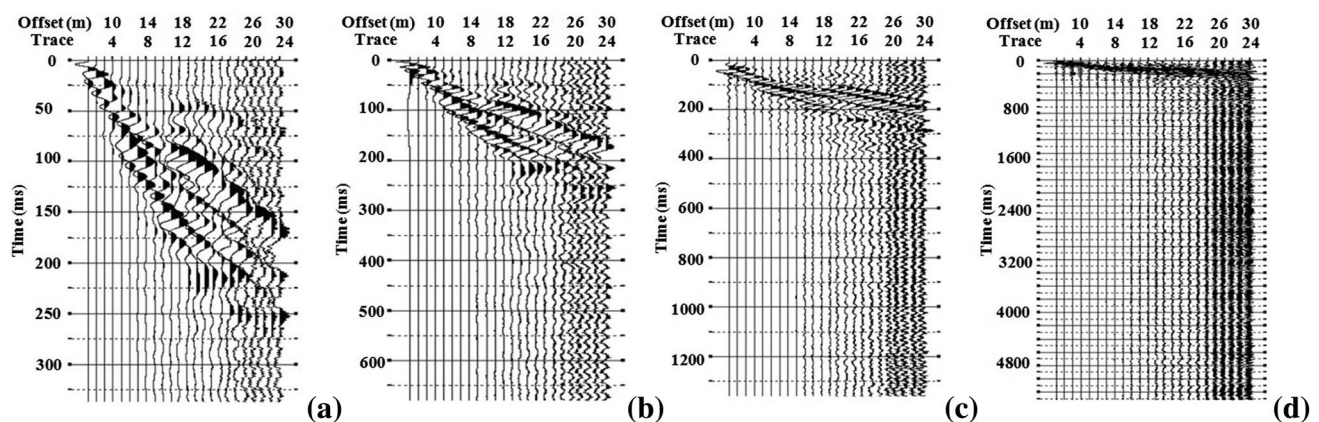 Offset (m) 10 14 18 22 26 30
Trace 4 8 12 16 20 24
0
50
100
150
200
250
300
Time (ms)
(a)
Offset (m) 10 14 18 22 26 30
Trace 4 8 12 16 20 24
0
100
200
300
400
500
600
Time (ms)
(b)
Offset (m) 10 14 18 22 26 30
Trace 4 8 12 16 20 24
0
200
400
600
800
1000
1200
Time (ms)
(c)
Offset (m) 10 14 18 22 26 30
Trace 4 8 12 16 20 24
0
800
1600
2400
3200
4000
4800
Time (ms)
(d)